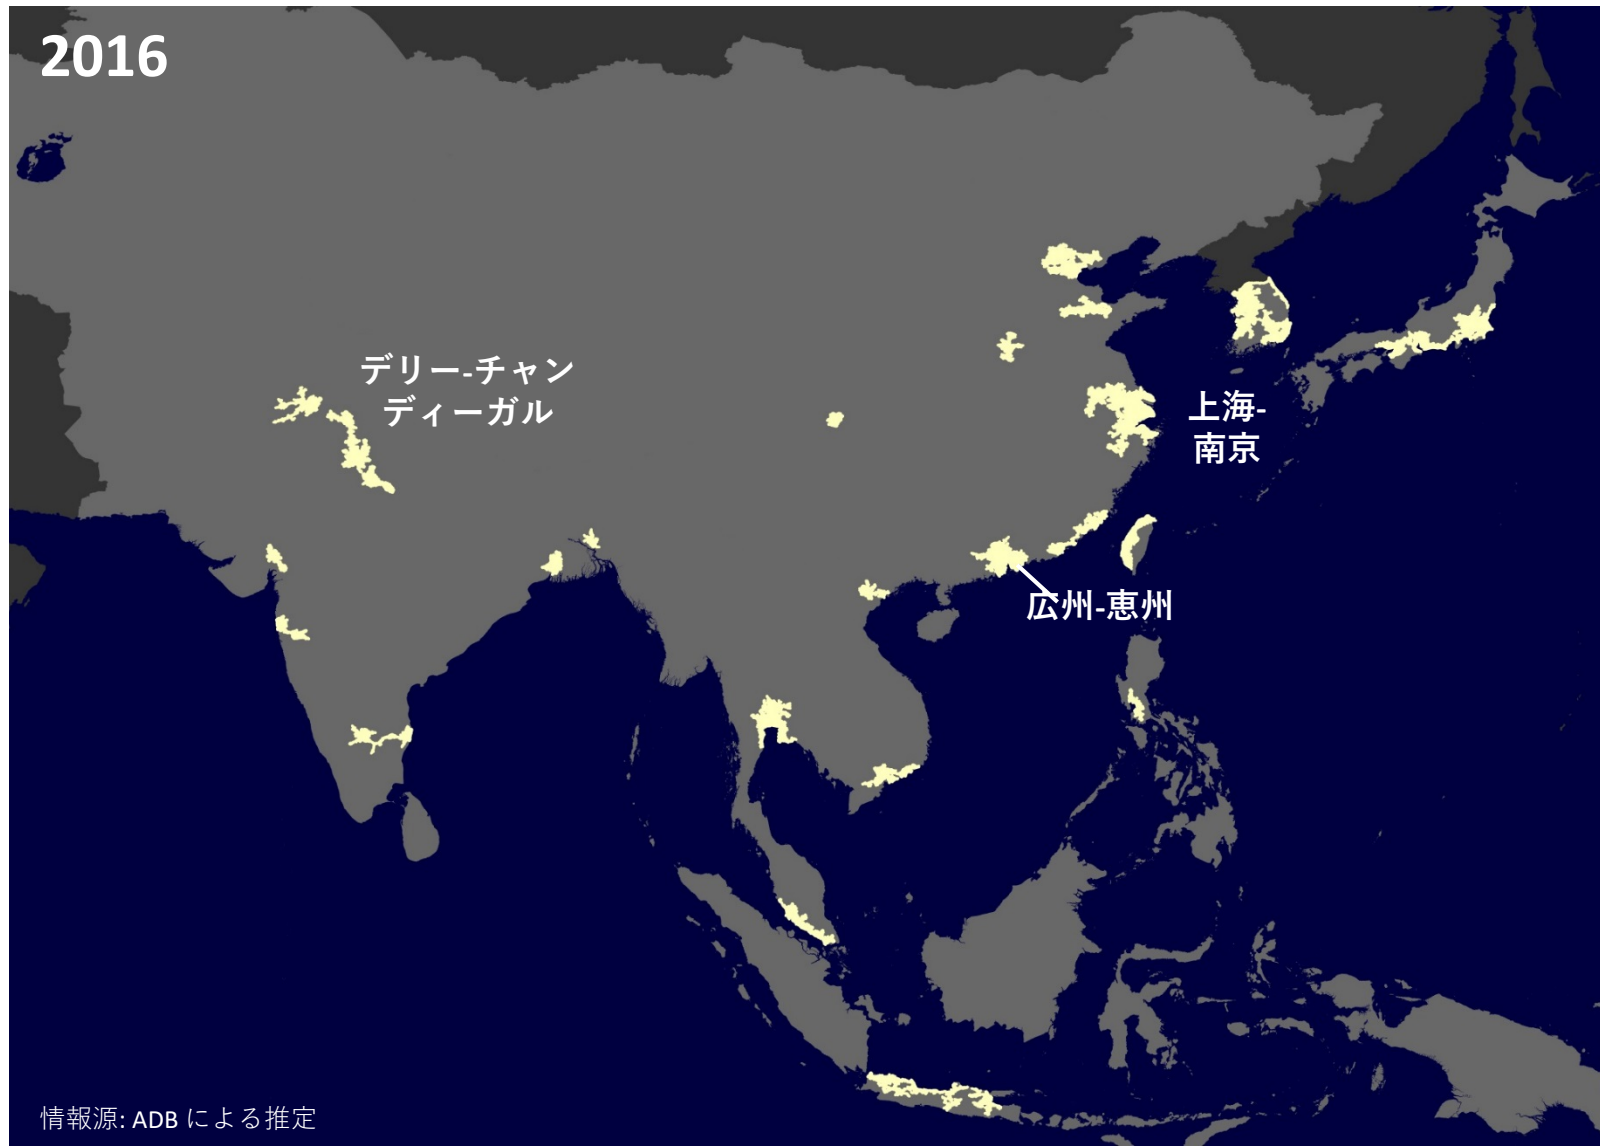 2016
デリー-チャン
ディーガル
上海-
南京
広州-恵州
情報源: ADB による推定